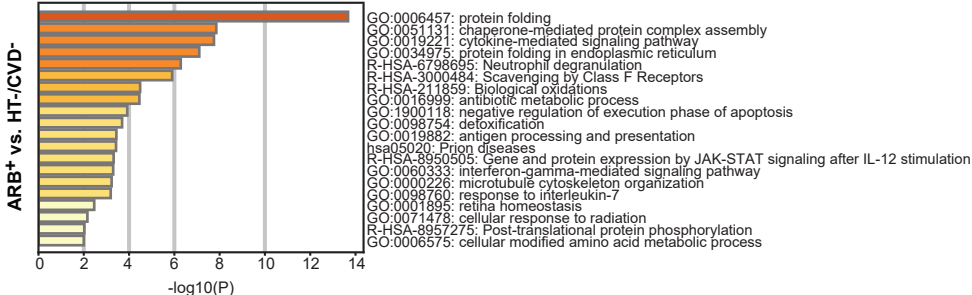 ARB+ vs. HT-/CVD-
GO:0006457: protein folding
GO:0051131: chaperone-mediated protein complex assembly
GO:0019221: cytokine-mediated signaling pathway
GO:0034975: protein folding in endoplasmic reticulum
R-HSA-6798695: Neutrophil degranulation
R-HSA-3000484: Scavenging by Class F Receptors
R-HSA-211859: Biological oxidations
GO:0016999: antibiotic metabolic process
GO:1900118: negative regulation of execution phase of apoptosis
GO:0098754: detoxification
GO:0019882: antigen processing and presentation
hsa05020: Prion diseases
R-HSA-8950505: Gene and protein expression by JAK-STAT signaling after IL-12 stimulation
GO:0060333: interferon-gamma-mediated signaling pathway
GO:0000226: microtubule cytoskeleton organization
GO:0098760: response to interleukin-7
GO:0001895: retina homeostasis
GO:0071478: cellular response to radiation
R-HSA-8957275: Post-translational protein phosphorylation
GO:0006575: cellular modified amino acid metabolic process
0 2 4 6 8 10 12 14
-log10(P)